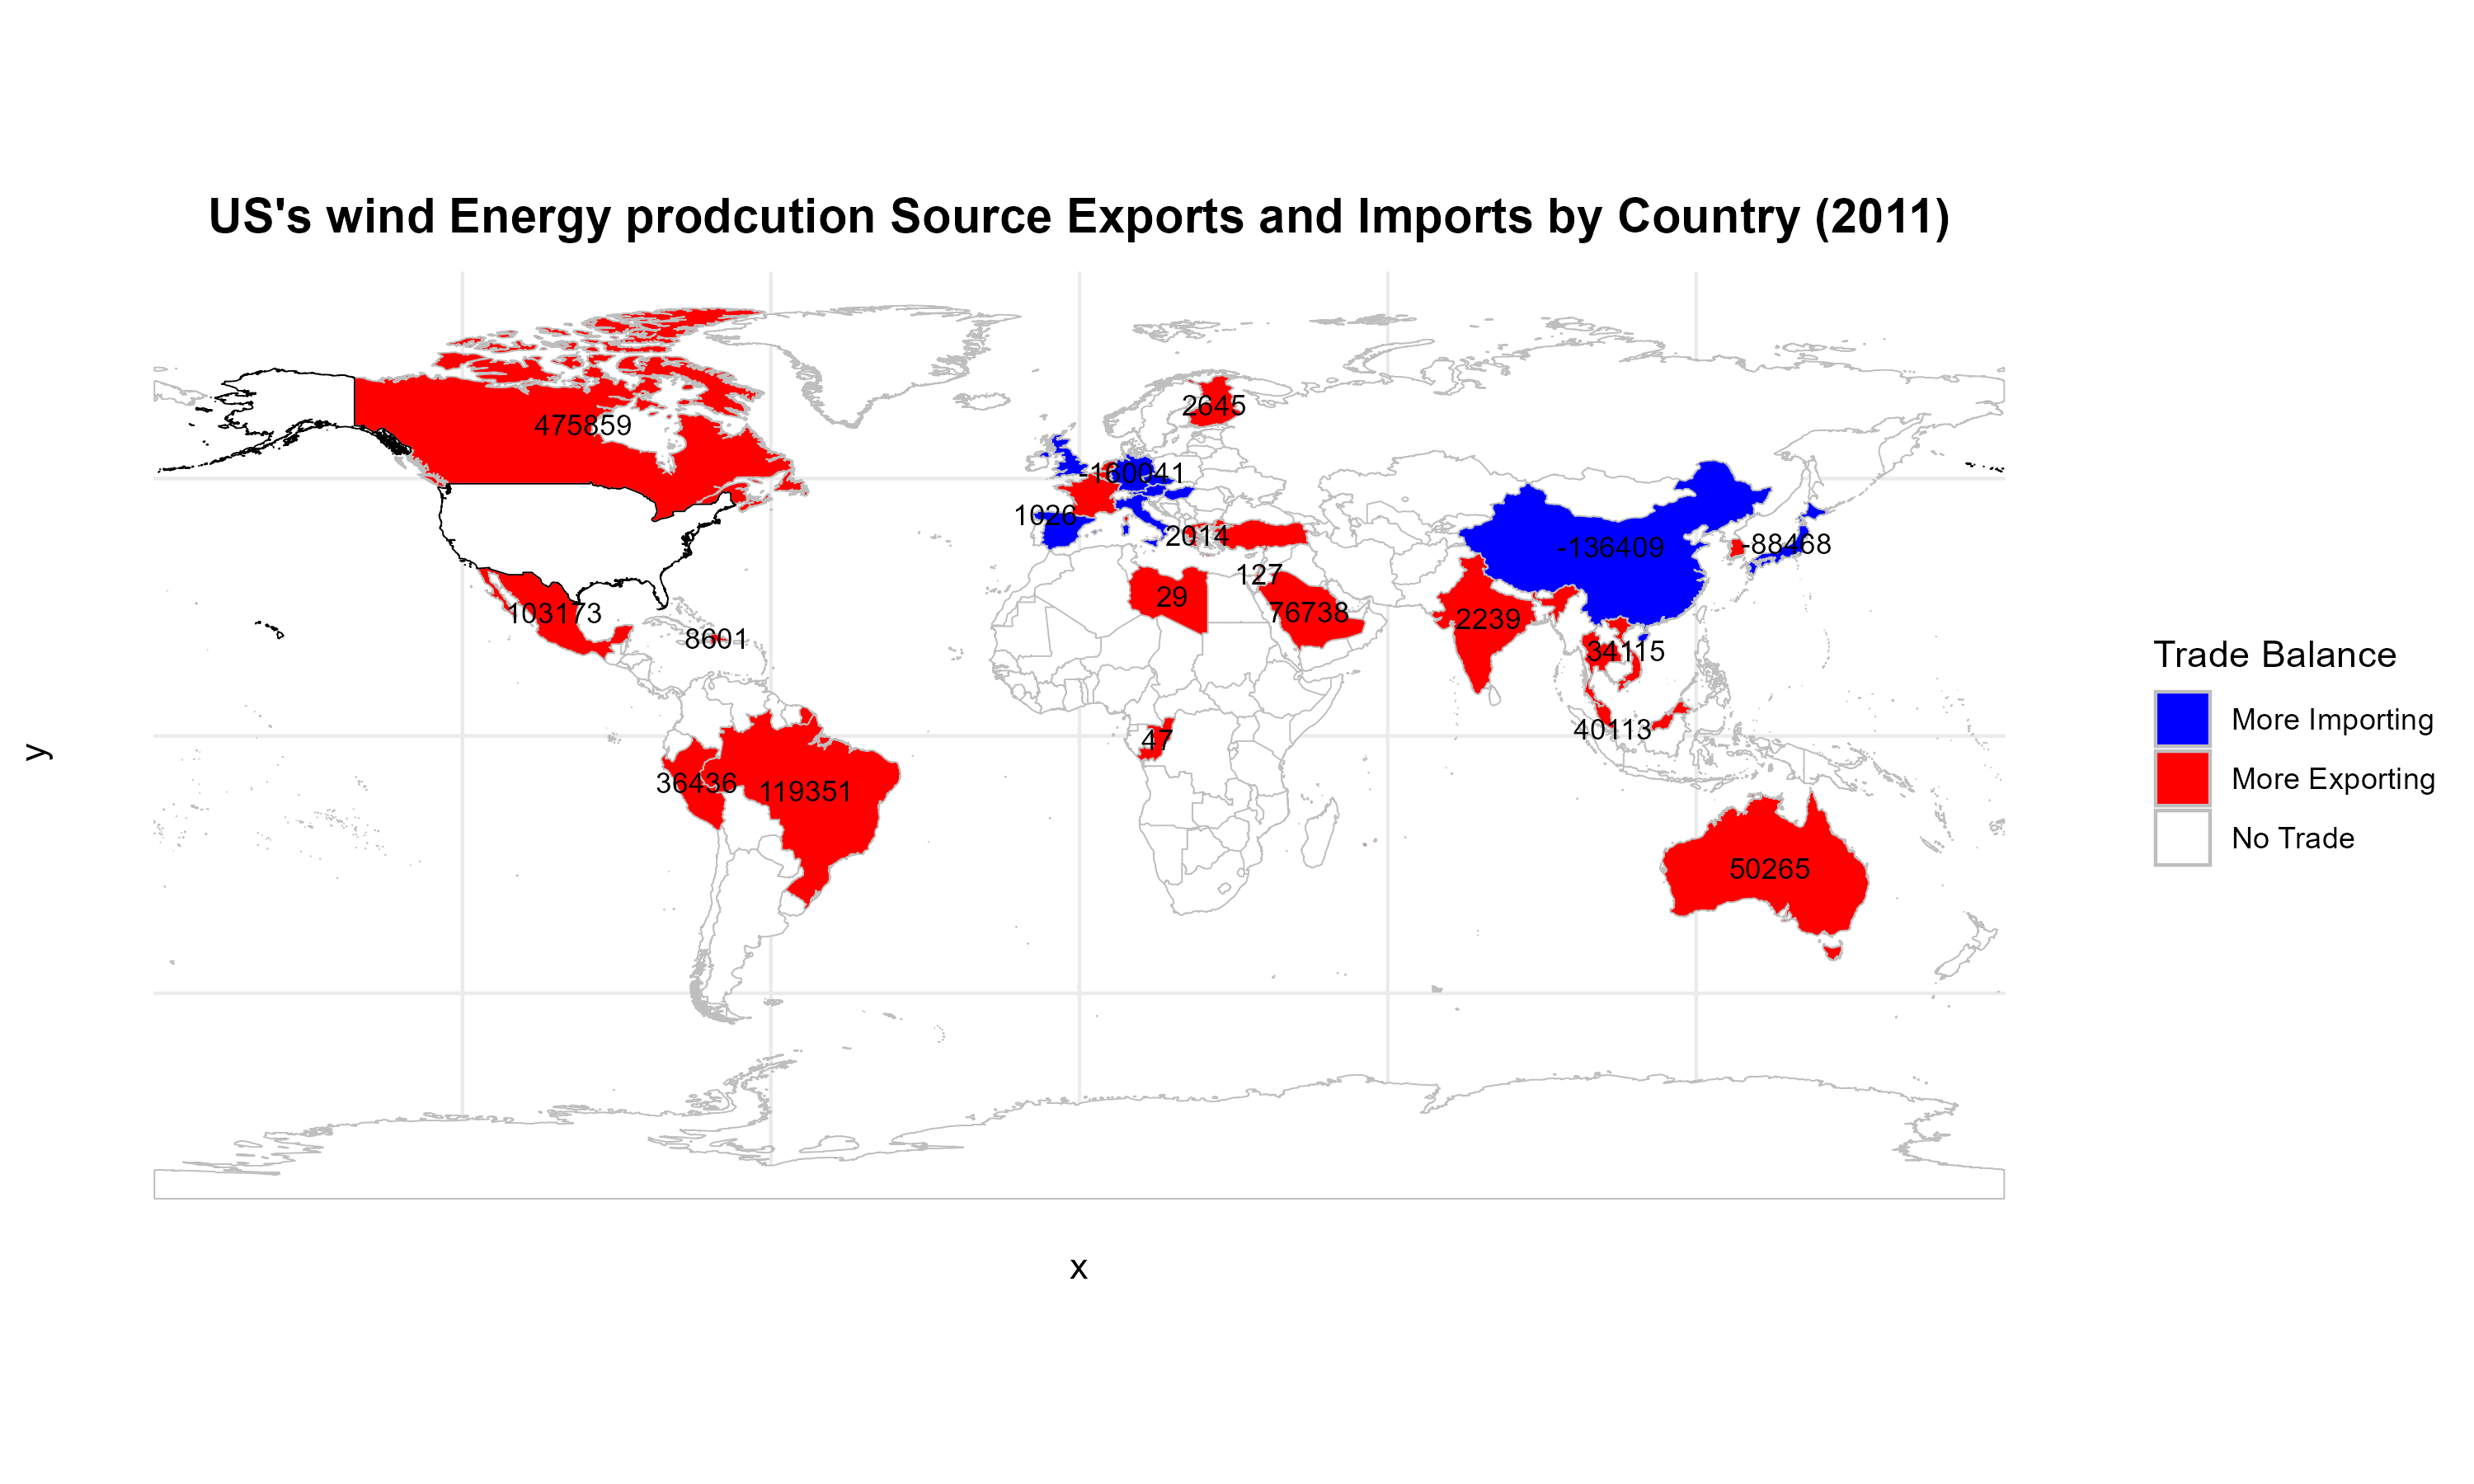 US's wind Energy prodcution Source Exports and Imports by Country (2011)
475859
2645
-160041
1026
2014
-136409
-88468
127
29
76738
103173
2239
8601
34115
40113
47
36436
119351
50265
y
x
Trade Balance
More Importing
More Exporting
No Trade